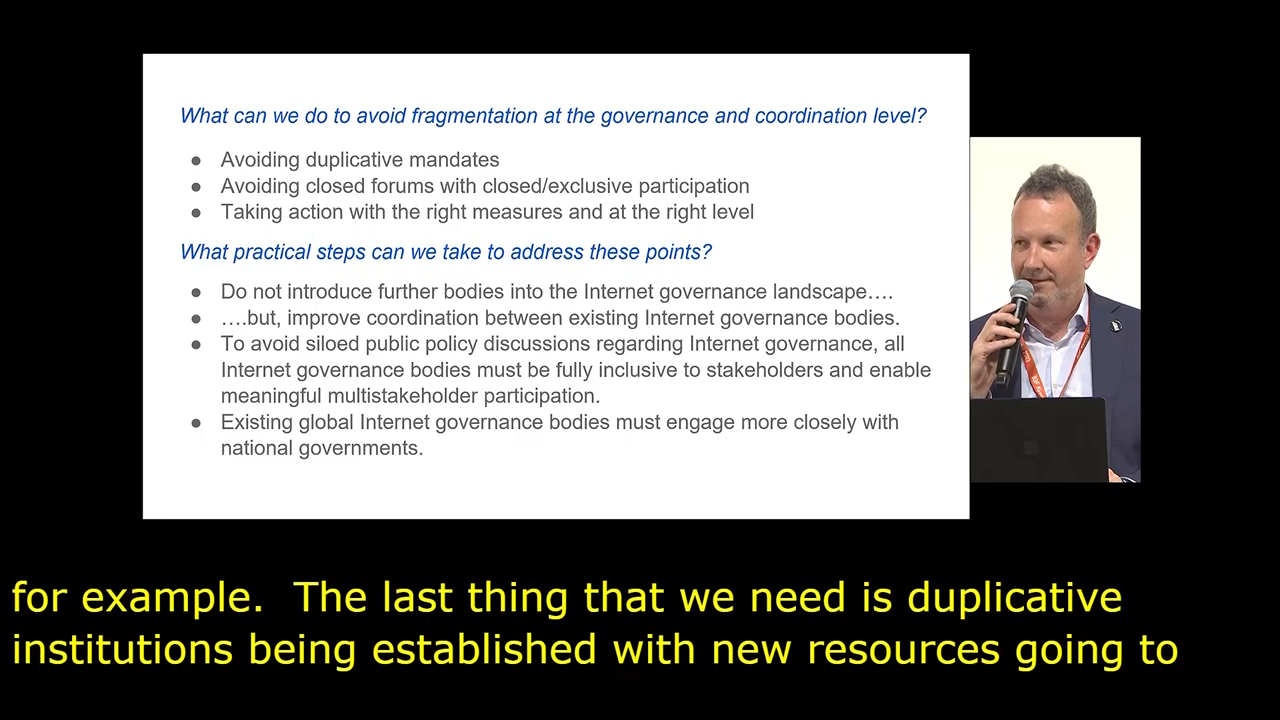 What can we do to avoid fragmentation at the governance and coordination level?
● Avoiding duplicative mandates
● Avoiding closed forums with closed/exclusive participation
● Taking action with the right measures and at the right level
What practical steps can we take to address these points?
● Do not introduce further bodies into the Internet governance landscape….
● ….but, improve coordination between existing Internet governance bodies.
● To avoid siloed public policy discussions regarding Internet governance, all
Internet governance bodies must be fully inclusive to stakeholders and enable
meaningful multistakeholder participation.
● Existing global Internet governance bodies must engage more closely with
national governments.
for example.  The last thing that we need is duplicative
institutions being established with new resources going to